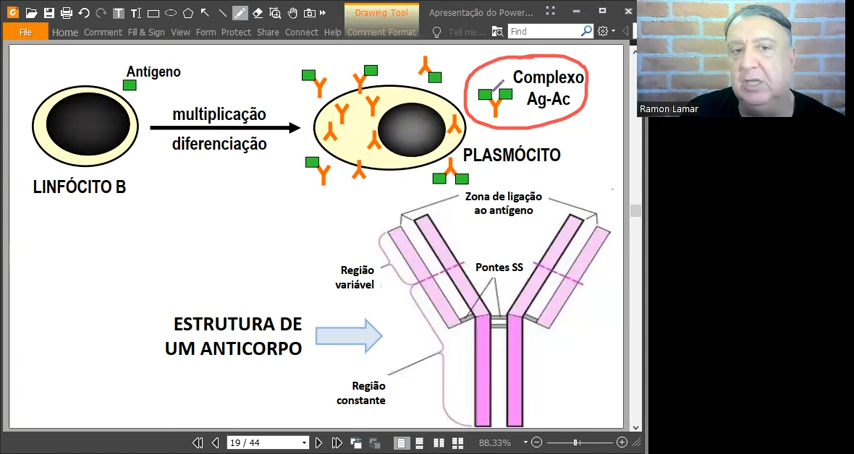 Drawing Tool
Apresentação do Power...
File
Home
Comment
Fill & Sign
View
Form
Protect
Share
Connect
Help
Comment Format
Tell me...
Find
Antígeno
multiplicação
diferenciação
LINFÓCITO B
Complexo
Ag-Ac
PLASMÓCITO
Ramon Lamar
Zona de ligação
ao antígeno
Região
variável
Pontes SS
ESTRUTURA DE
UM ANTICORPO
Região
constante
19 / 44
88.33%